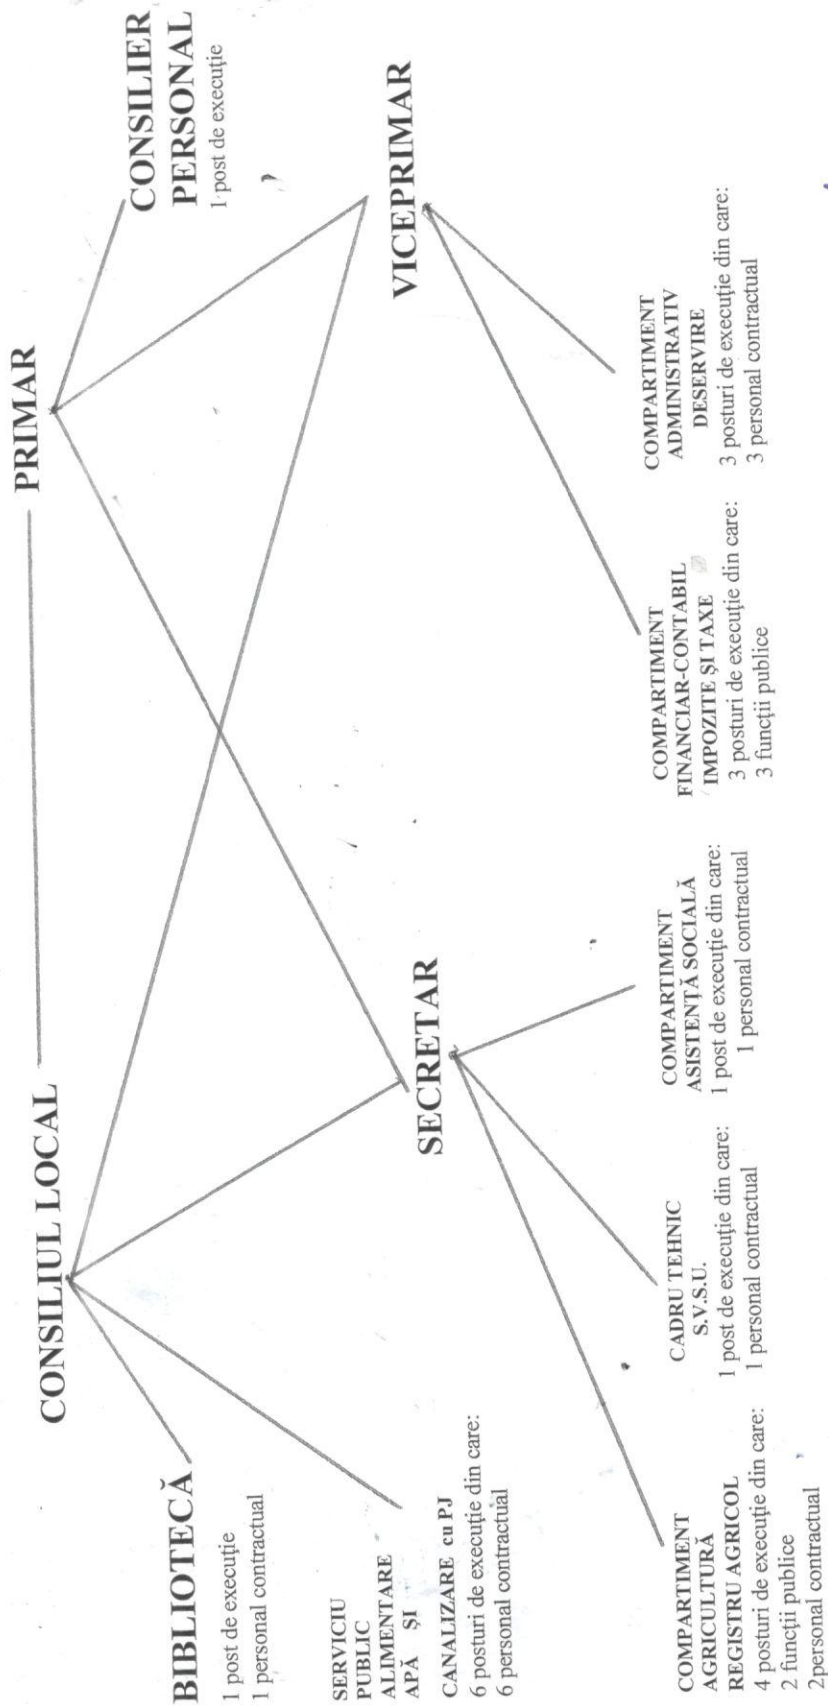 CONSILIUL LOCAL
PRIMAR
CONSILIER
PERSONAL
1 post de execuție
BIBLIOTECĂ
1 post de execuție
1 personal contractual
SERVICIU
PUBLIC
ALIMENTARE
APĂ ȘI
CANALIZARE cu PJ
6 posturi de execuție din care:
6 personal contractual
SECRETAR
VICEPRIMAR
COMPARTIMENT
AGRICULTURĂ
REGISTRU AGRICOL
4 posturi de execuție din care:
2 funcții publice
2personal contractual
CADRU TEHNIC
S.V.S.U.
1 post de execuție din care:
1 personal contractual
COMPARTIMENT
ASISTENȚĂ SOCIALĂ
1 post de execuție din care:
1 personal contractual
COMPARTIMENT
FINANCIAR-CONTABIL
IMPOZITE ȘI TAXE
3 posturi de execuție din care:
3 funcții publice
COMPARTIMENT
ADMINISTRATIV
DESERVIRE
3 posturi de execuție din care:
3 personal contractual